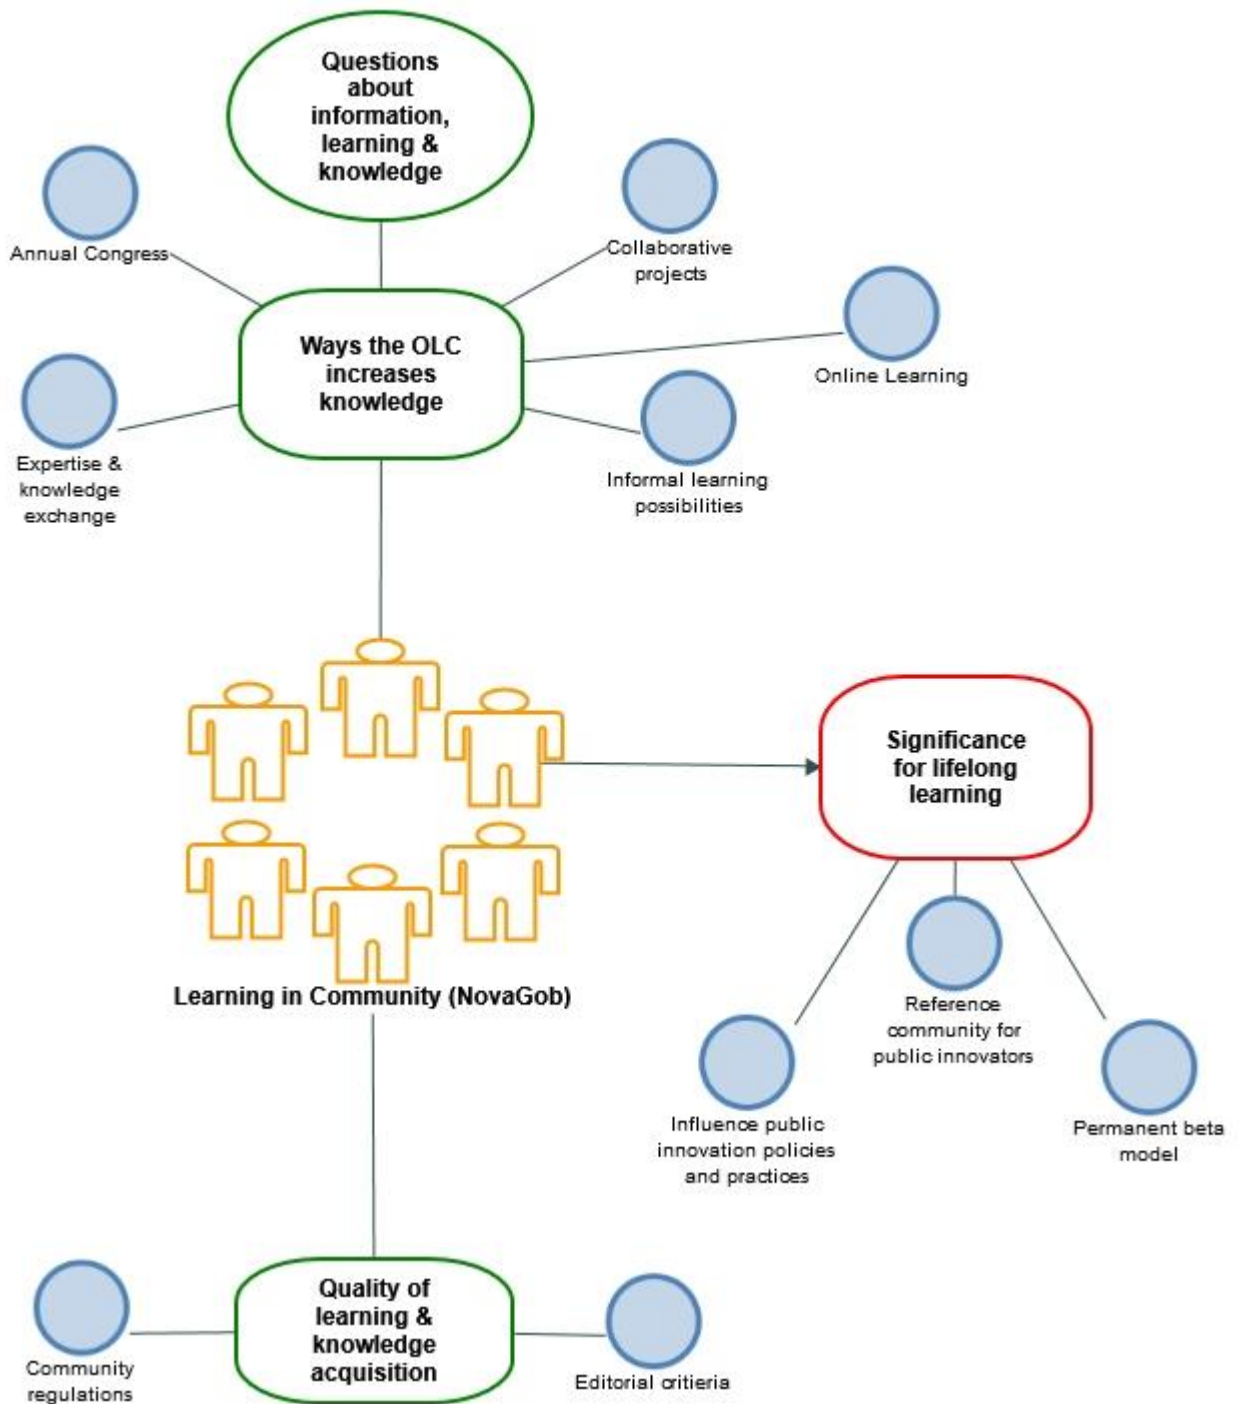 Questions
about
information,
learning &
knowledge
Annual Congress
Collaborative
projects
Ways the OLC
increases
knowledge
Online Learning
Expertise &
knowledge
exchange
Informal learning
possibilities
Significance
for lifelong
learning
Learning in Community (NovaGob)
Reference
community for
public innovators
Influence public
innovation policies
and practices
Permanent beta
model
Quality of
learning &
knowledge
acquisition
Community
regulations
Editorial critieria